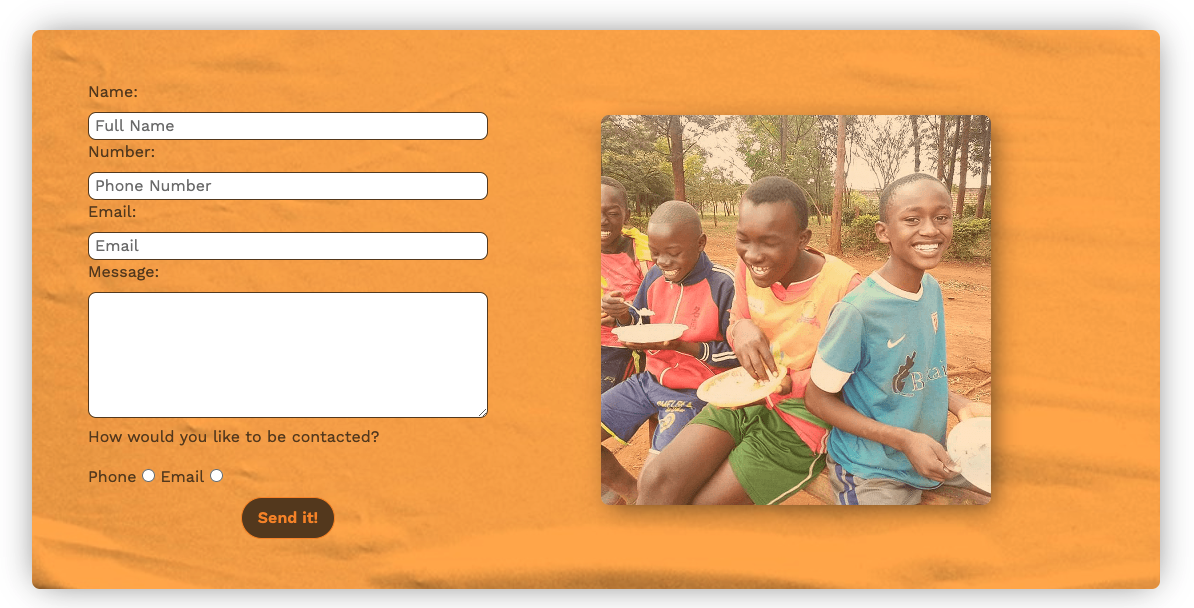 Name:
Full Name
Number:
Phone Number
Email:
Email
Message:
How would you like to be contacted?
Phone Email
Send it!